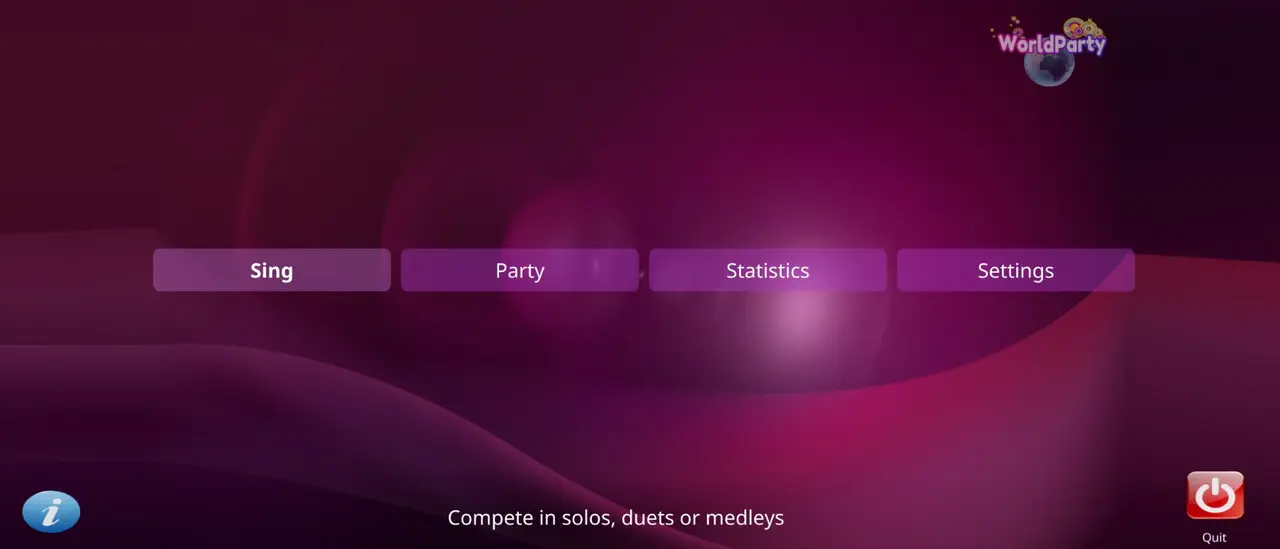 WorldParty
Sing
Party
Statistics
Settings
i
Compete in solos, duets or medleys
Quit